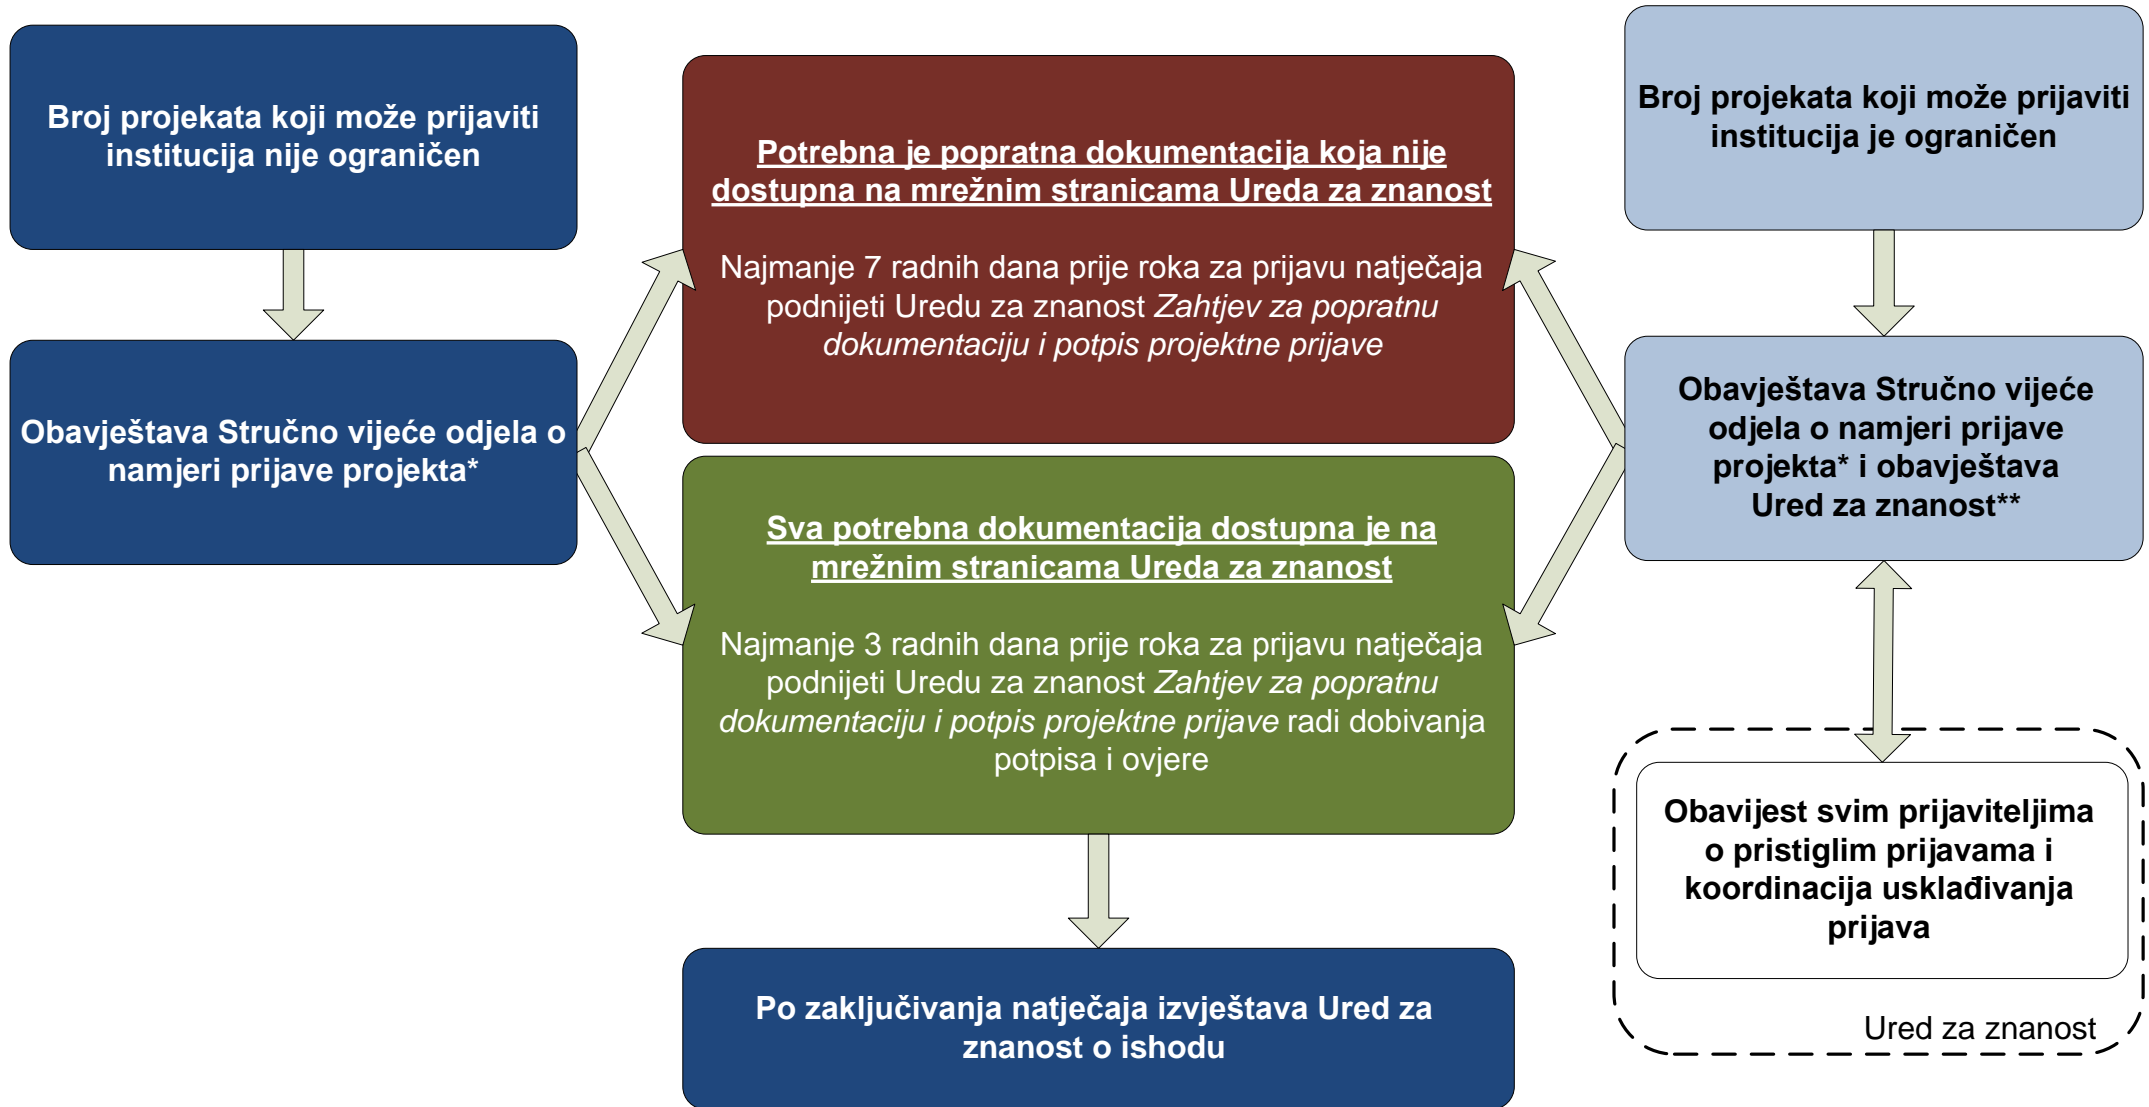 Broj projekata koji može prijaviti
institucija nije ograničen
Obavještava Stručno vijeće odjela o
namjeri prijave projekta*
Potrebna je popratna dokumentacija koja nije
dostupna na mrežnim stranicama Ureda za znanost
Najmanje 7 radnih dana prije roka za prijavu natječaja
podnijeti Uredu za znanost Zahtjev za popratnu
dokumentaciju i potpis projektne prijave
Sva potrebna dokumentacija dostupna je na
mrežnim stranicama Ureda za znanost
Najmanje 3 radnih dana prije roka za prijavu natječaja
podnijeti Uredu za znanost Zahtjev za popratnu
dokumentaciju i potpis projektne prijave radi dobivanja
potpisa i ovjere
Po zaključivanja natječaja izvještava Ured za
znanost o ishodu
Broj projekata koji može prijaviti
institucija je ograničen
Obavještava Stručno vijeće
odjela o namjeri prijave
projekta* i obavještava
Ured za znanost**
Obavijest svim prijaviteljima
o pristiglim prijavama i
koordinacija usklađivanja
prijava
Ured za znanost